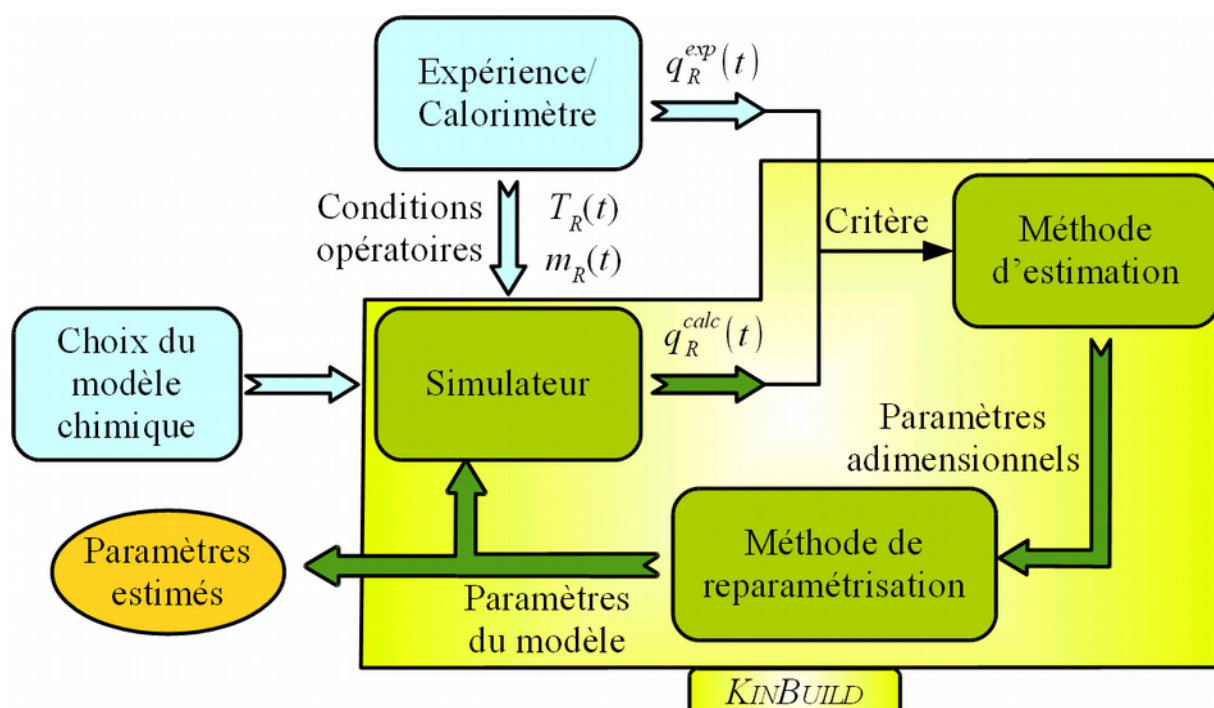 Expérience/
Calorimètre
q_R^{exp}(t)
Conditions
opératoires
T_R(t)
m_R(t)
Critère
Méthode
d’estimation
Choix du
modèle
chimique
Simulateur
q_R^{calc}(t)
Paramètres
adimensionnels
Paramètres
estimés
Méthode de
reparamétrisation
Paramètres
du modèle
KINBUILD